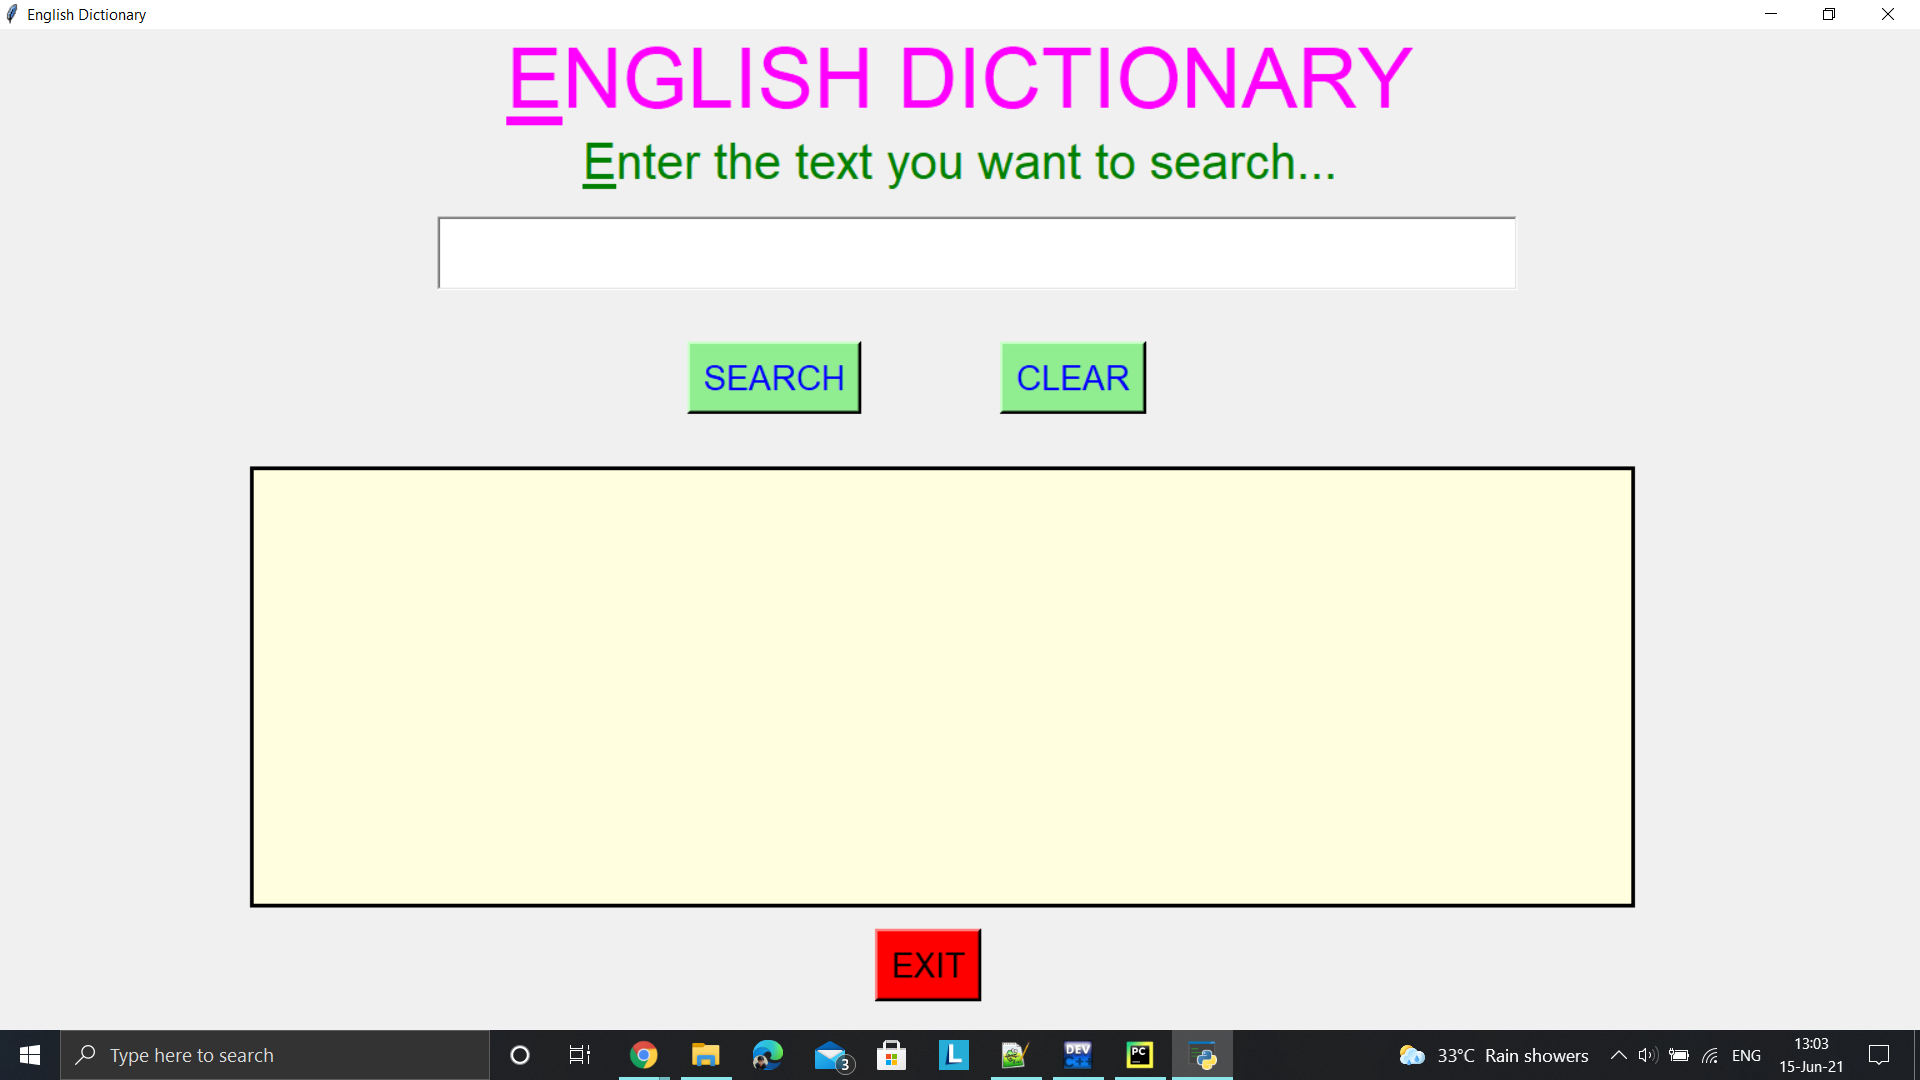 English Dictionary
ENGLISH DICTIONARY
Enter the text you want to search...
SEARCH CLEAR
EXIT
Type here to search
3
L
DEV C++
PC
33°C Rain showers
ENG
13:03
15-Jun-21